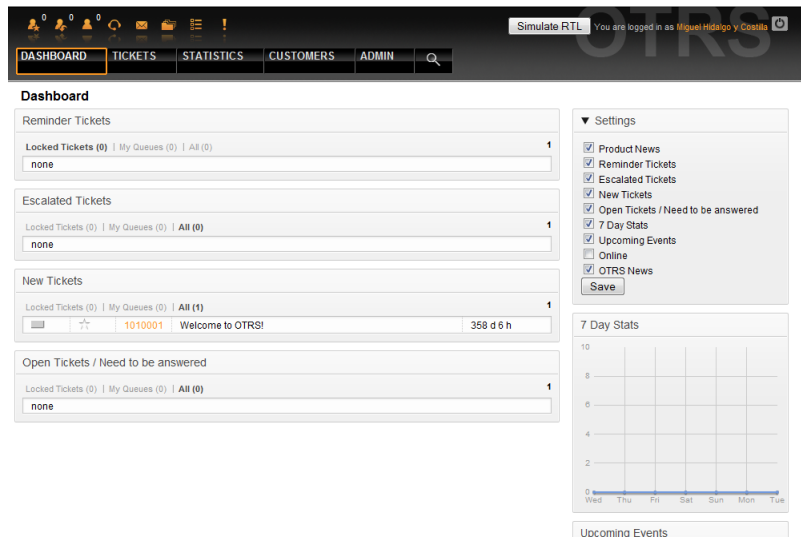 OTRS
0 0 0
Simulate RTL You are logged in as Miguel Hidalgo y Costilla
DASHBOARD TICKETS STATISTICS CUSTOMERS ADMIN
Dashboard
Reminder Tickets
Locked Tickets (0) | My Queues (0) | All (0) 1
none
Escalated Tickets
Locked Tickets (0) | My Queues (0) | All (0) 1
none
New Tickets
Locked Tickets (0) | My Queues (0) | All (1) 1
1010001 Welcome to OTRS! 358 d 6 h
Open Tickets / Need to be answered
Locked Tickets (0) | My Queues (0) | All (0) 1
none
▼ Settings
Product News
Reminder Tickets
Escalated Tickets
New Tickets
Open Tickets / Need to be answered
7 Day Stats
Upcoming Events
Online
OTRS News
Save
7 Day Stats
10
8
6
4
2
0
Wed Thu Fri Sat Sun Mon Tue
Upcoming Events